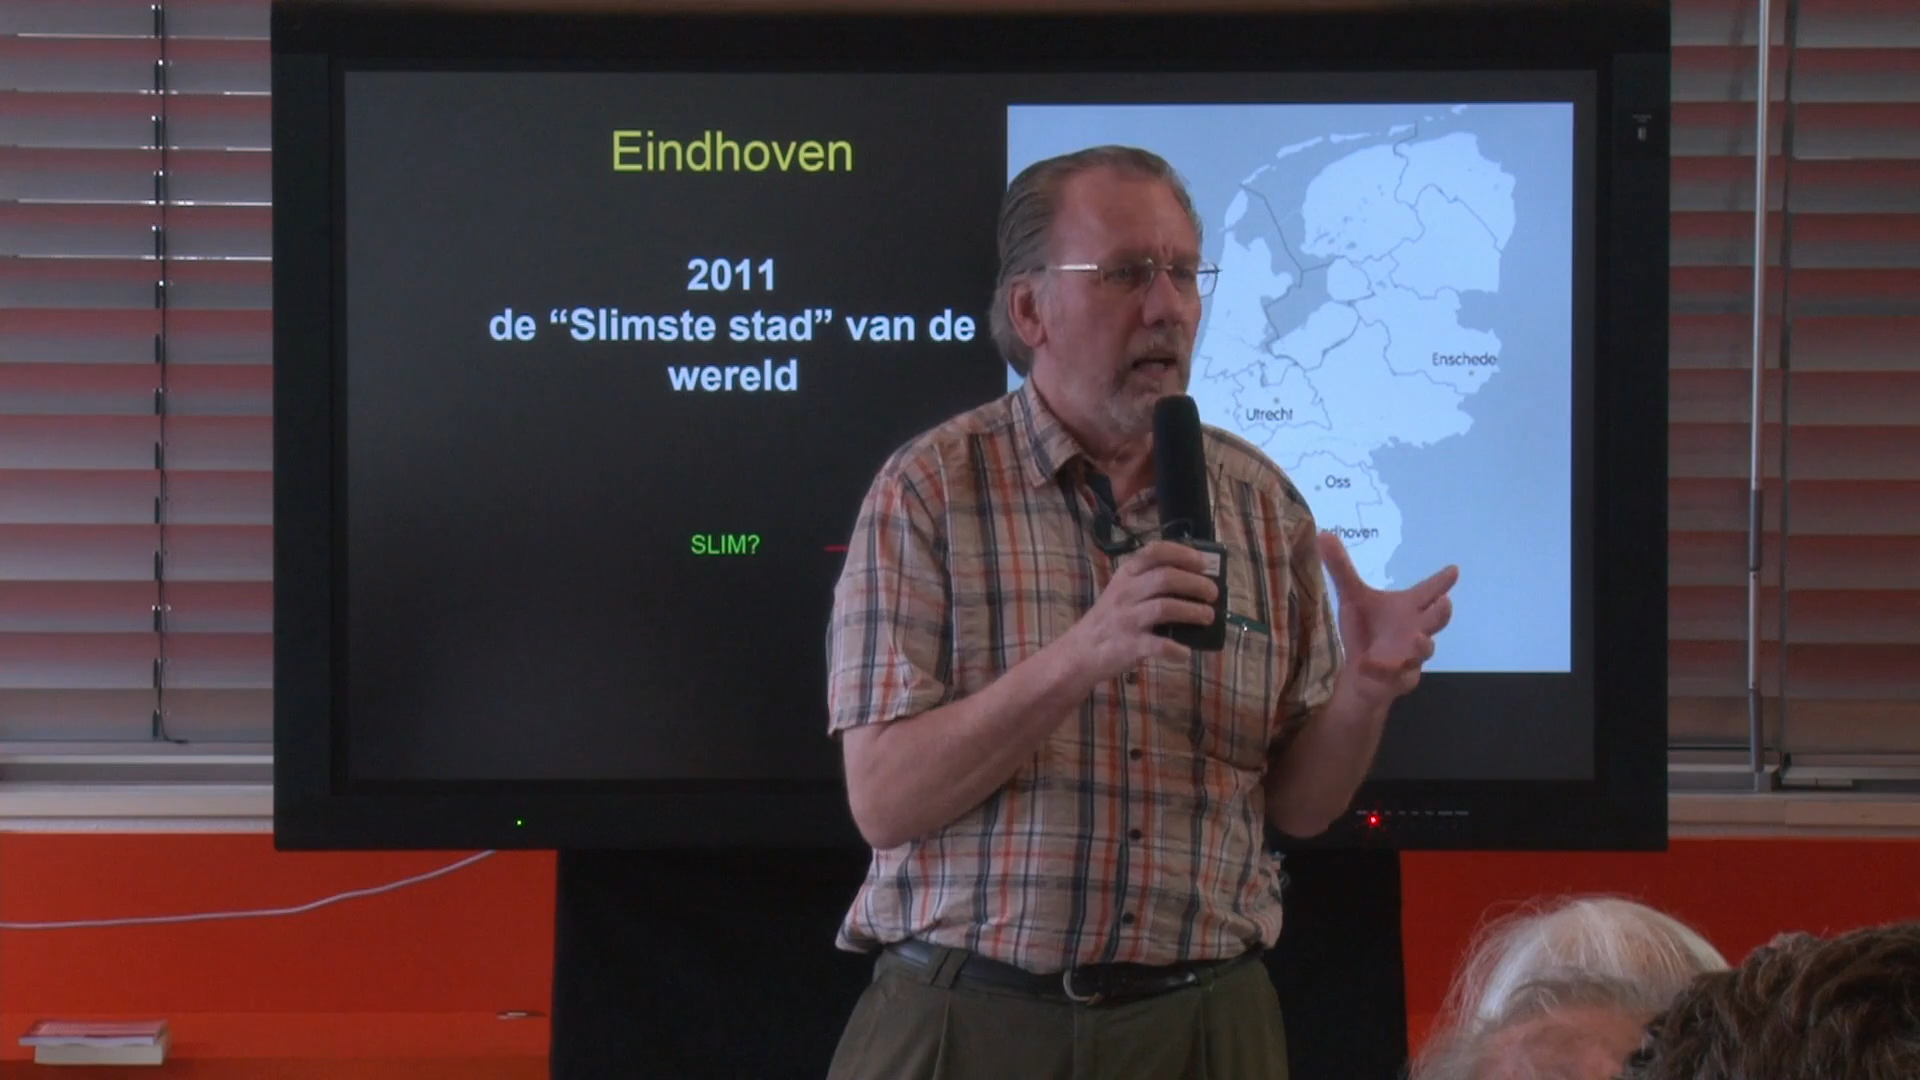 Eindhoven
2011
de “Slimste stad” van de
wereld
SLIM?
Enschede
Utrecht
Oss
dhoven